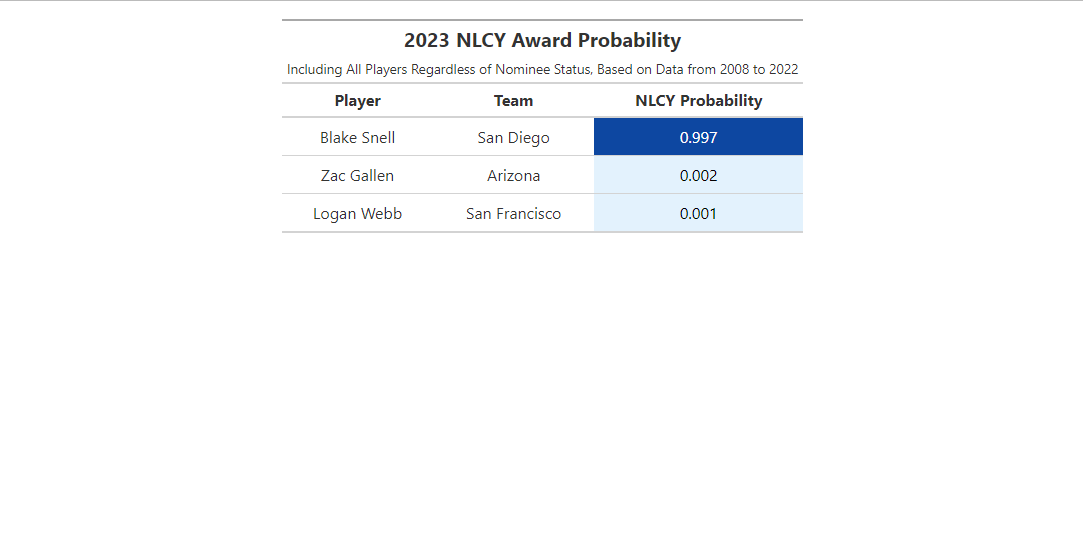 2023 NLCY Award Probability
Including All Players Regardless of Nominee Status, Based on Data from 2008 to 2022
Player Team NLCY Probability
Blake Snell San Diego 0.997
Zac Gallen Arizona 0.002
Logan Webb San Francisco 0.001